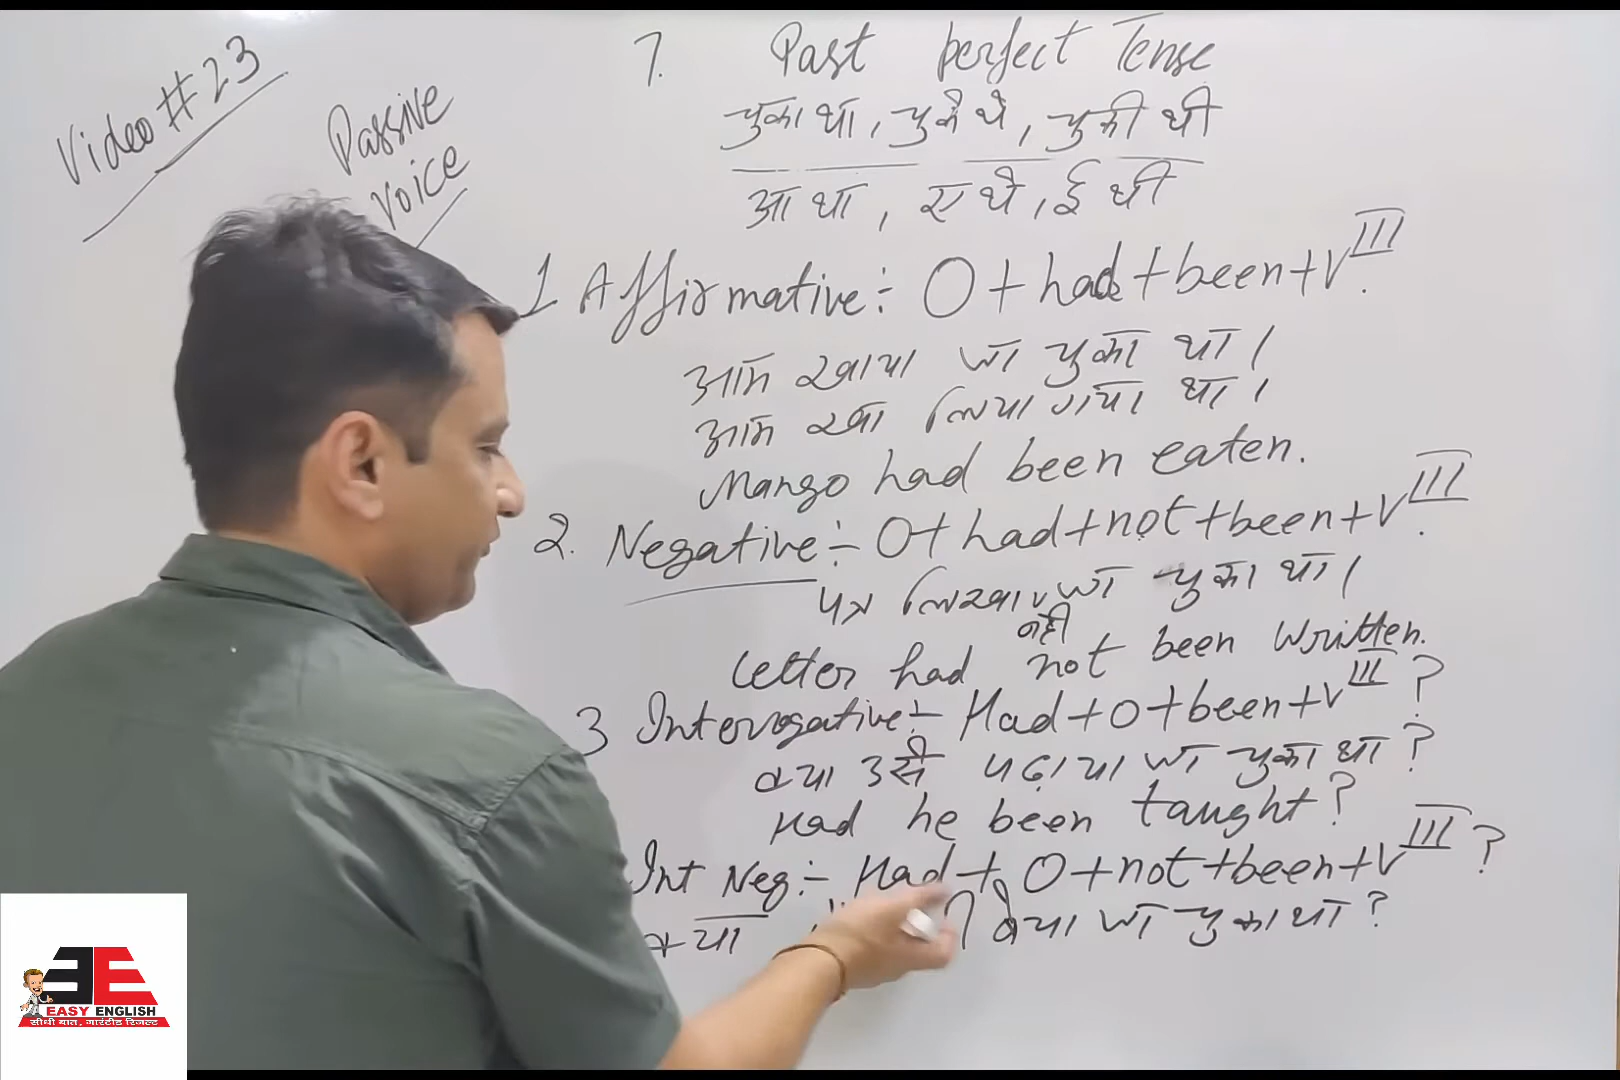 Video #23
Passive
Voice
7. Past perfect Tense
चुका था, चुके थे, चुकी थी
आ था, ए थे, ई थी
1 Affirmative:- O+had+been+V III.
आम खाया जा चुका था।
आम खा लिया गया था।
Mango had been eaten.
2. Negative:- O+had+not+been+V III.
पत्र लिखा नहीं जा चुका था।
Letter had not been written.
3 Interrogative:- Had+O+been+V III ?
क्या उसे पढ़ाया जा चुका था?
Had he been taught?
Int Neg:- Had+O+not+been+V III ?
क्या किया जा चुका था?
EASY ENGLISH
सीधी बात, गारंटीड रिजल्ट